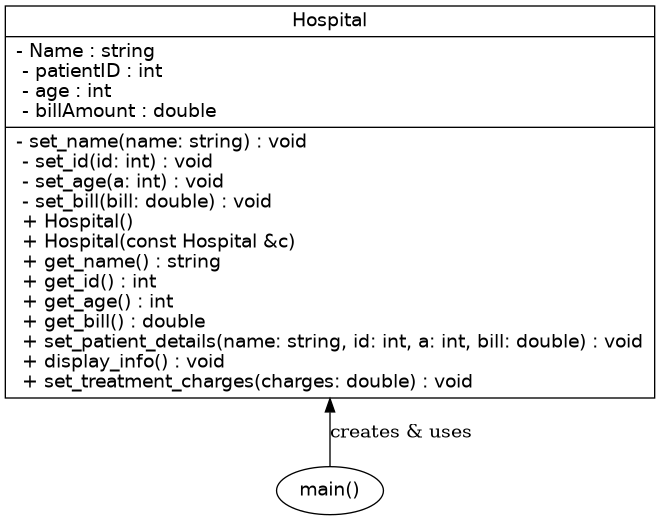 Hospital
- Name : string
- patientID : int
- age : int
- billAmount : double
- set_name(name: string) : void
- set_id(id: int) : void
- set_age(a: int) : void
- set_bill(bill: double) : void
+ Hospital()
+ Hospital(const Hospital &c)
+ get_name() : string
+ get_id() : int
+ get_age() : int
+ get_bill() : double
+ set_patient_details(name: string, id: int, a: int, bill: double) : void
+ display_info() : void
+ set_treatment_charges(charges: double) : void
creates & uses
main()